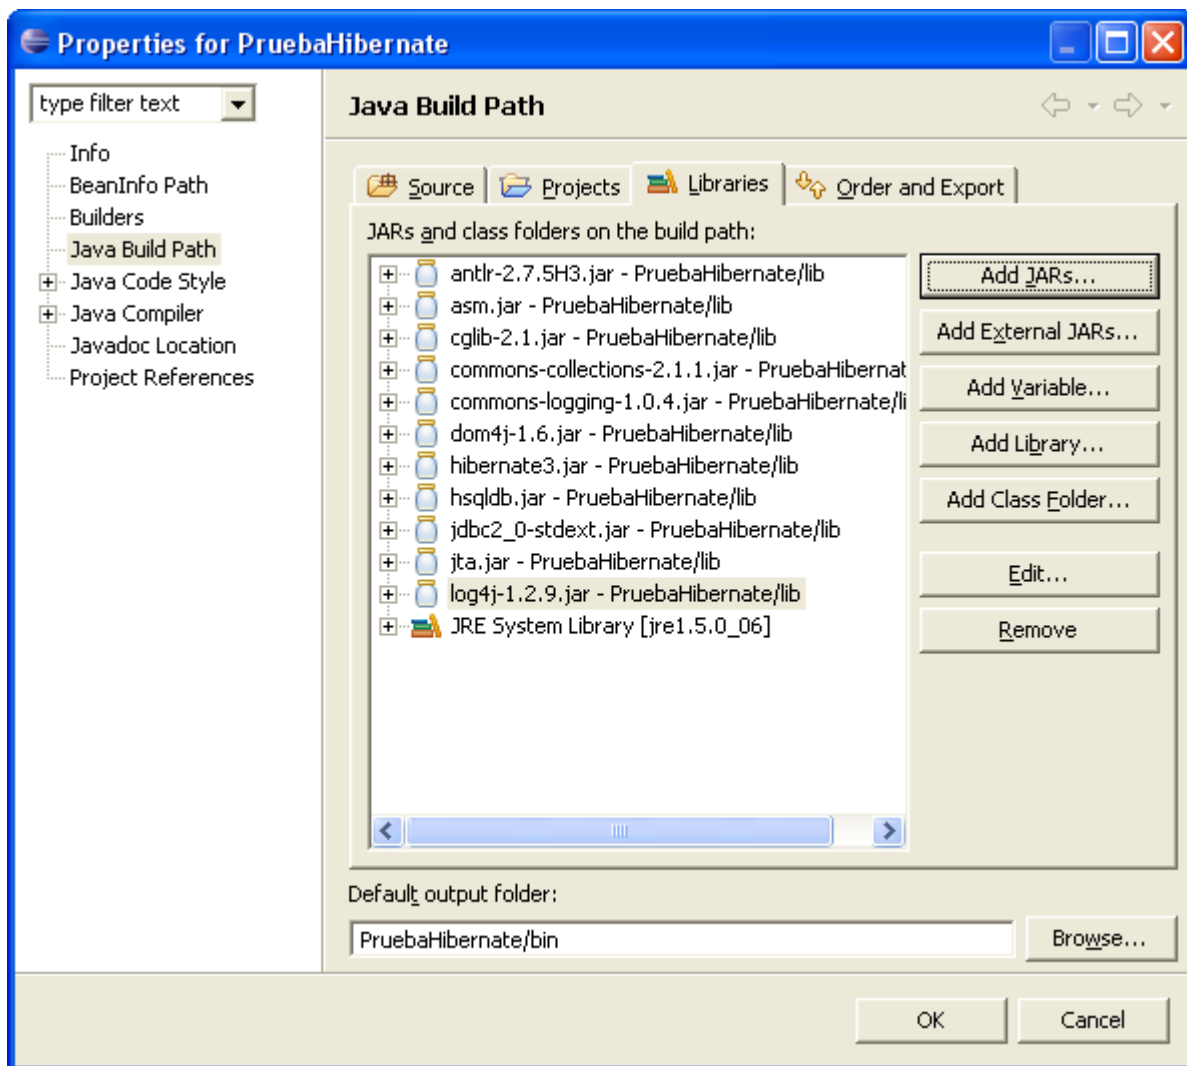 Properties for PruebaHibernate
type filter text
Info
BeanInfo Path
Builders
Java Build Path
Java Code Style
Java Compiler
Javadoc Location
Project References
Java Build Path
Source Projects Libraries Order and Export
JARs and class folders on the build path:
antlr-2.7.5H3.jar - PruebaHibernate/lib
asm.jar - PruebaHibernate/lib
cglib-2.1.jar - PruebaHibernate/lib
commons-collections-2.1.1.jar - PruebaHibernat
commons-logging-1.0.4.jar - PruebaHibernate/li
dom4j-1.6.jar - PruebaHibernate/lib
hibernate3.jar - PruebaHibernate/lib
hsqldb.jar - PruebaHibernate/lib
jdbc2_0-stdext.jar - PruebaHibernate/lib
jta.jar - PruebaHibernate/lib
log4j-1.2.9.jar - PruebaHibernate/lib
JRE System Library [jre1.5.0_06]
Add JARs...
Add External JARs...
Add Variable...
Add Library...
Add Class Folder...
Edit...
Remove
Default output folder:
PruebaHibernate/bin
Browse...
OK
Cancel